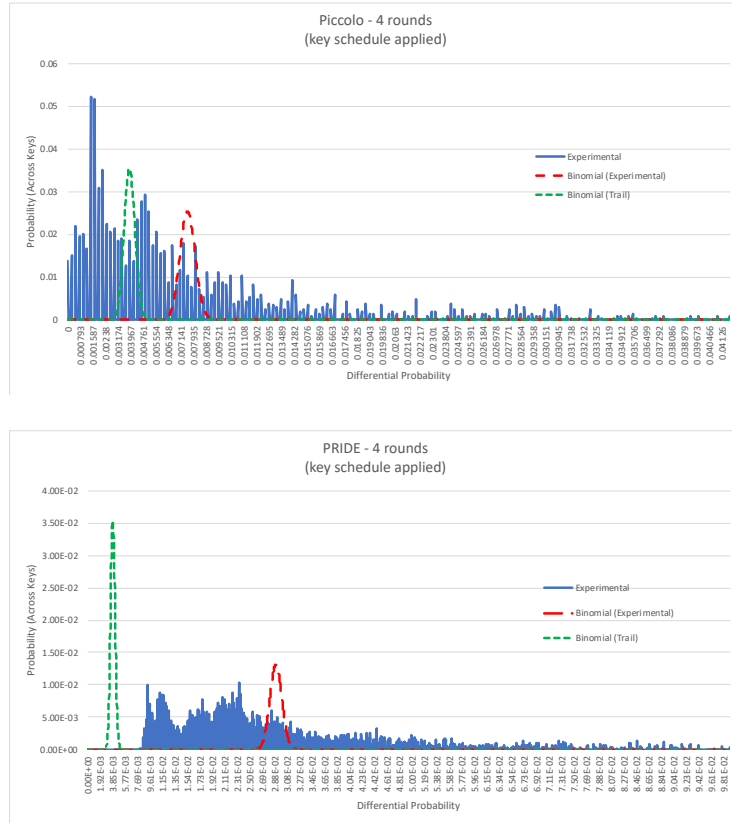 Piccolo - 4 rounds
(key schedule applied)
0.06
0.05
0.04
0.03
0.02
0.01
0
Probability (Across Keys)
Experimental
Binomial (Experimental)
Binomial (Trail)
0
0.000793
0.001587
0.00238
0.003174
0.003967
0.004761
0.005554
0.006348
0.007141
0.007935
0.008728
0.009521
0.010315
0.011108
0.011902
0.012695
0.013489
0.014282
0.015076
0.015869
0.016663
0.017456
0.01825
0.019043
0.019836
0.02063
0.021423
0.022217
0.02301
0.023804
0.024597
0.025391
0.026184
0.026978
0.027771
0.028564
0.029358
0.030151
0.030945
0.031738
0.032532
0.033325
0.034119
0.034912
0.035706
0.036499
0.037292
0.038086
0.038879
0.039673
0.040466
0.04126
Differential Probability
PRIDE - 4 rounds
(key schedule applied)
4.00E-02
3.50E-02
3.00E-02
2.50E-02
2.00E-02
1.50E-02
1.00E-02
5.00E-03
0.00E+00
Probability (Across Keys)
Experimental
Binomial (Experimental)
Binomial (Trail)
0.00E+00
1.92E-03
3.85E-03
5.77E-03
7.69E-03
9.61E-03
1.15E-02
1.35E-02
1.54E-02
1.73E-02
1.92E-02
2.11E-02
2.31E-02
2.50E-02
2.69E-02
2.88E-02
3.08E-02
3.27E-02
3.46E-02
3.65E-02
3.85E-02
4.04E-02
4.23E-02
4.42E-02
4.61E-02
4.81E-02
5.00E-02
5.19E-02
5.38E-02
5.58E-02
5.77E-02
5.96E-02
6.15E-02
6.34E-02
6.54E-02
6.73E-02
6.92E-02
7.11E-02
7.31E-02
7.50E-02
7.69E-02
7.88E-02
8.07E-02
8.27E-02
8.46E-02
8.65E-02
8.84E-02
9.04E-02
9.23E-02
9.42E-02
9.61E-02
9.81E-02
Differential Probability